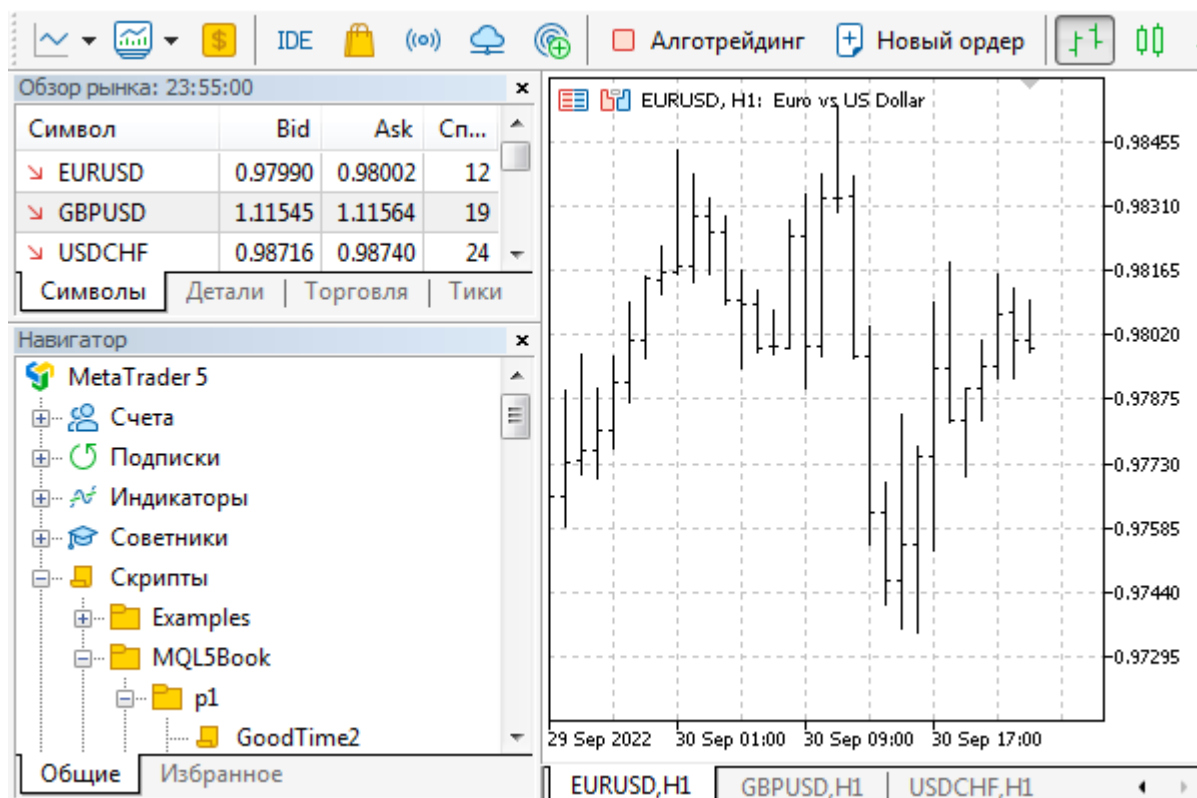 IDE Алготрейдинг Новый ордер
Обзор рынка: 23:55:00
Символ Bid Ask Сп...
EURUSD 0.97990 0.98002 12
GBPUSD 1.11545 1.11564 19
USDCHF 0.98716 0.98740 24
Символы Детали Торговля Тики
Навигатор
MetaTrader 5
Счета
Подписки
Индикаторы
Советники
Скрипты
Examples
MQL5Book
p1
GoodTime2
Общие Избранное
EURUSD, H1: Euro vs US Dollar
0.98455
0.98310
0.98165
0.98020
0.97875
0.97730
0.97585
0.97440
0.97295
29 Sep 2022 30 Sep 01:00 30 Sep 09:00 30 Sep 17:00
EURUSD,H1 GBPUSD,H1 USDCHF,H1